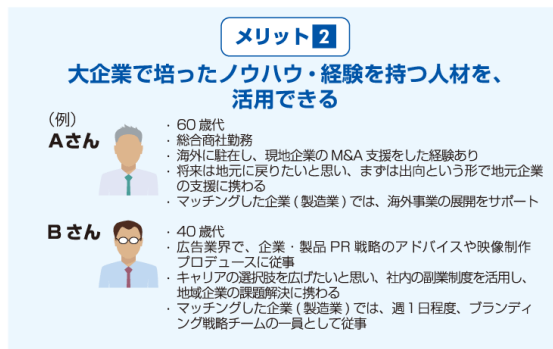 メリット2
大企業で培ったノウハウ・経験を持つ人材を、
活用できる
(例)
Aさん
・60歳代
・総合商社勤務
・海外に駐在し、現地企業のM&A支援をした経験あり
・将来は地元に戻りたいと思い、まずは出向という形で地元企業
の支援に携わる
・マッチングした企業(製造業)では、海外事業の展開をサポート
Bさん
・40歳代
・広告業界で、企業・製品PR戦略のアドバイスや映像制作
プロデュースに従事
・キャリアの選択肢を広げたいと思い、社内の副業制度を活用し、
地域企業の課題解決に携わる
・マッチングした企業(製造業)では、週1日程度、ブランディ
ング戦略チームの一員として従事